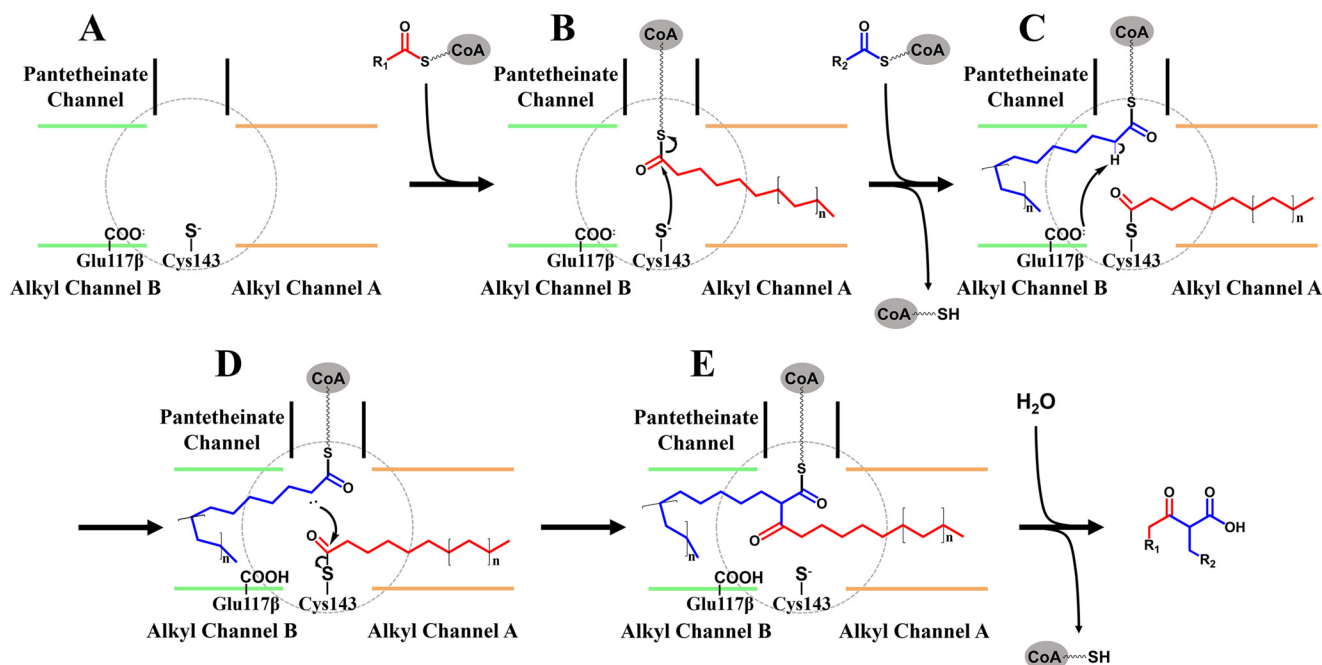 A
Pantetheinate
Channel
COO:
S-
Glu117β
Cys143
Alkyl Channel B
Alkyl Channel A
O
R1
S
CoA
B
CoA
Pantetheinate
Channel
S
O
n
COO:
S-
Glu117β
Cys143
Alkyl Channel B
Alkyl Channel A
O
R2
S
CoA
CoA
SH
C
CoA
Pantetheinate
Channel
S
O
H
n
O
n
COO:
S
Glu117β
Cys143
Alkyl Channel B
Alkyl Channel A
D
CoA
Pantetheinate
Channel
S
O
..
n
O
n
COOH
S
Glu117β
Cys143
Alkyl Channel B
Alkyl Channel A
E
CoA
Pantetheinate
Channel
S
O
n
O
n
COOH
S-
Glu117β
Cys143
Alkyl Channel B
Alkyl Channel A
H2O
CoA
SH
O
O
OH
R1
R2